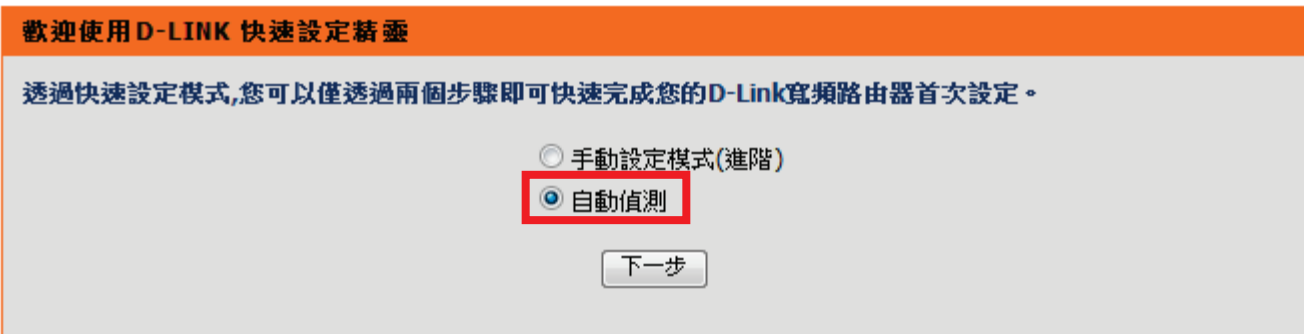 歡迎使用D-LINK 快速設定精靈
透過快速設定模式,您可以僅透過兩個步驟即可快速完成您的D-Link寬頻路由器首次設定。
手動設定模式(進階)
自動偵測
下一步